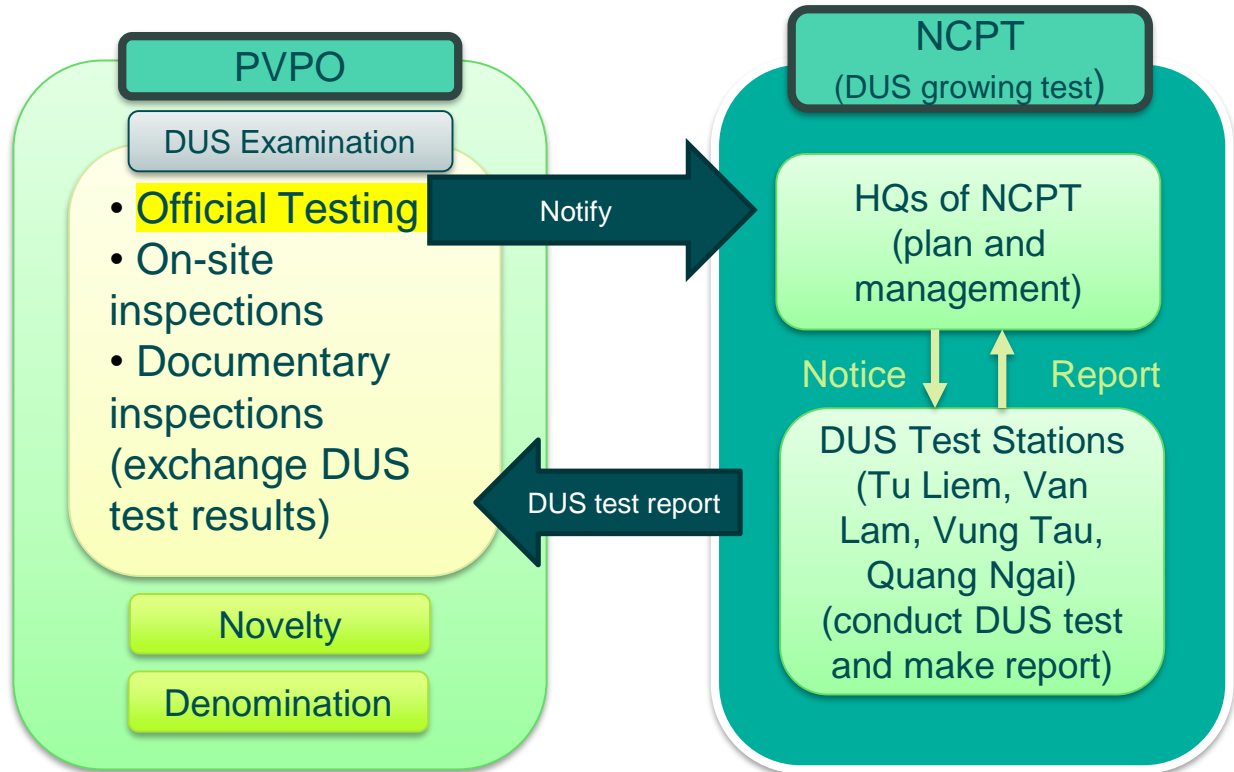 PVPO
DUS Examination
• Official Testing
• On-site
inspections
• Documentary
inspections
(exchange DUS
test results)
Novelty
Denomination
Notify
DUS test report
NCPT
(DUS growing test)
HQs of NCPT
(plan and
management)
Notice
Report
DUS Test Stations
(Tu Liem, Van
Lam, Vung Tau,
Quang Ngai)
(conduct DUS test
and make report)